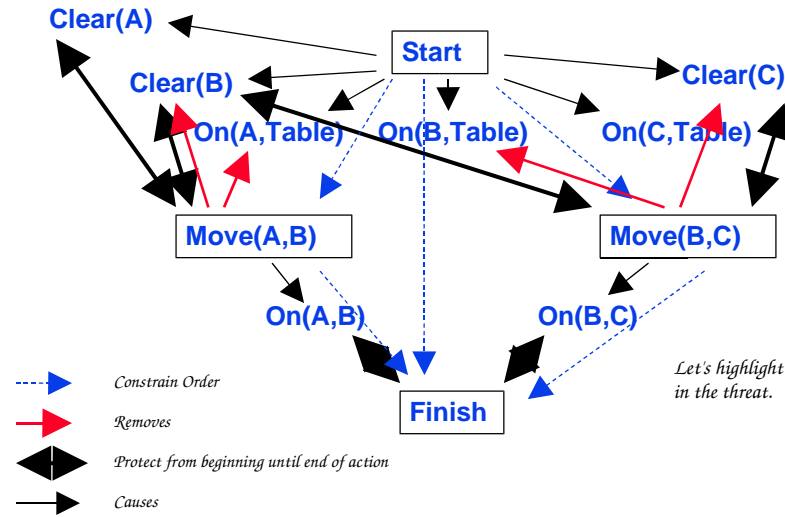 Clear(A)
Start
Clear(B)
Clear(C)
On(A,Table)
On(B,Table)
On(C,Table)
Move(A,B)
Move(B,C)
On(A,B)
On(B,C)
Let's highlight
in the threat.
Finish
Constrain Order
Removes
Protect from beginning until end of action
Causes